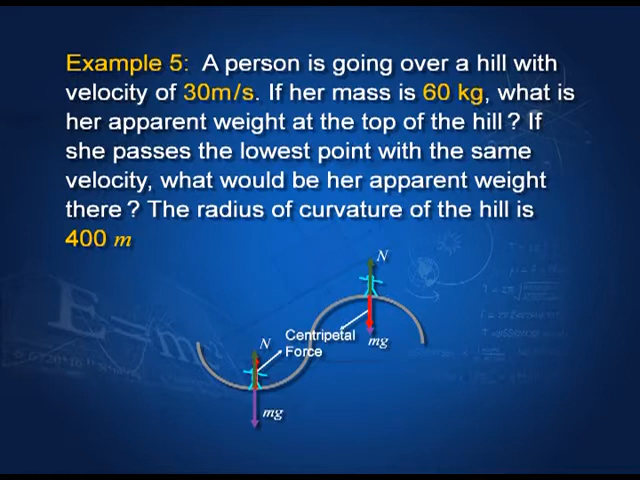 Example 5: A person is going over a hill with
velocity of 30m/s. If her mass is 60 kg, what is
her apparent weight at the top of the hill ? If
she passes the lowest point with the same
velocity, what would be her apparent weight
there ? The radius of curvature of the hill is
400 m
N
Centripetal
Force
mg
N
mg
E=mc